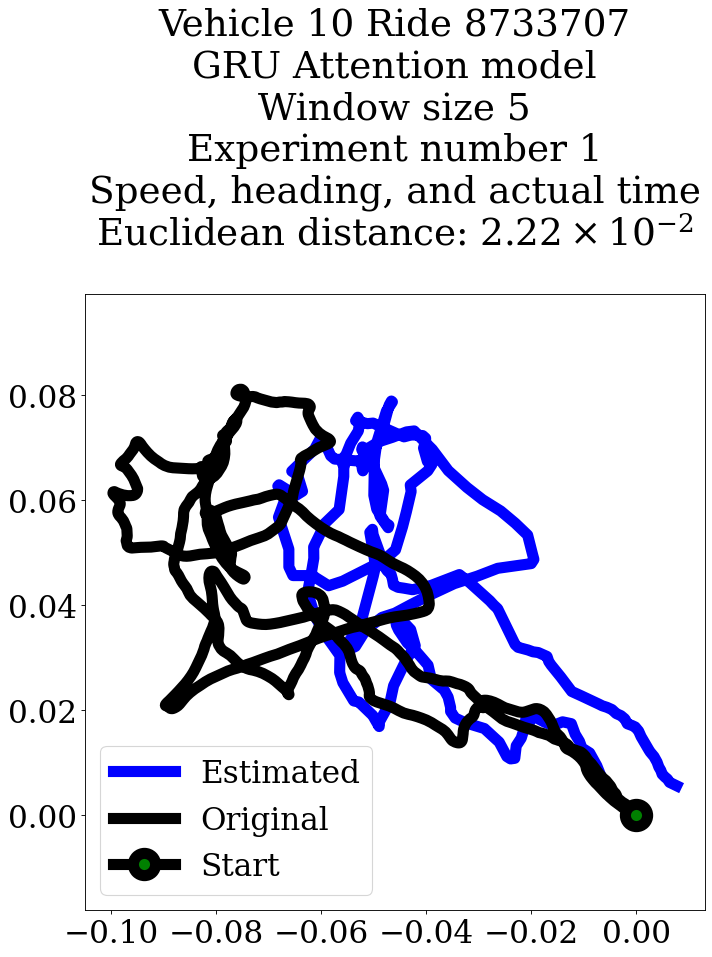 Vehicle 10 Ride 8733707
GRU Attention model
Window size 5
Experiment number 1
Speed, heading, and actual time
Euclidean distance: 2.22 × 10⁻²
0.08
0.06
0.04
0.02
0.00
Estimated
Original
Start
−0.10 −0.08 −0.06 −0.04 −0.02 0.00